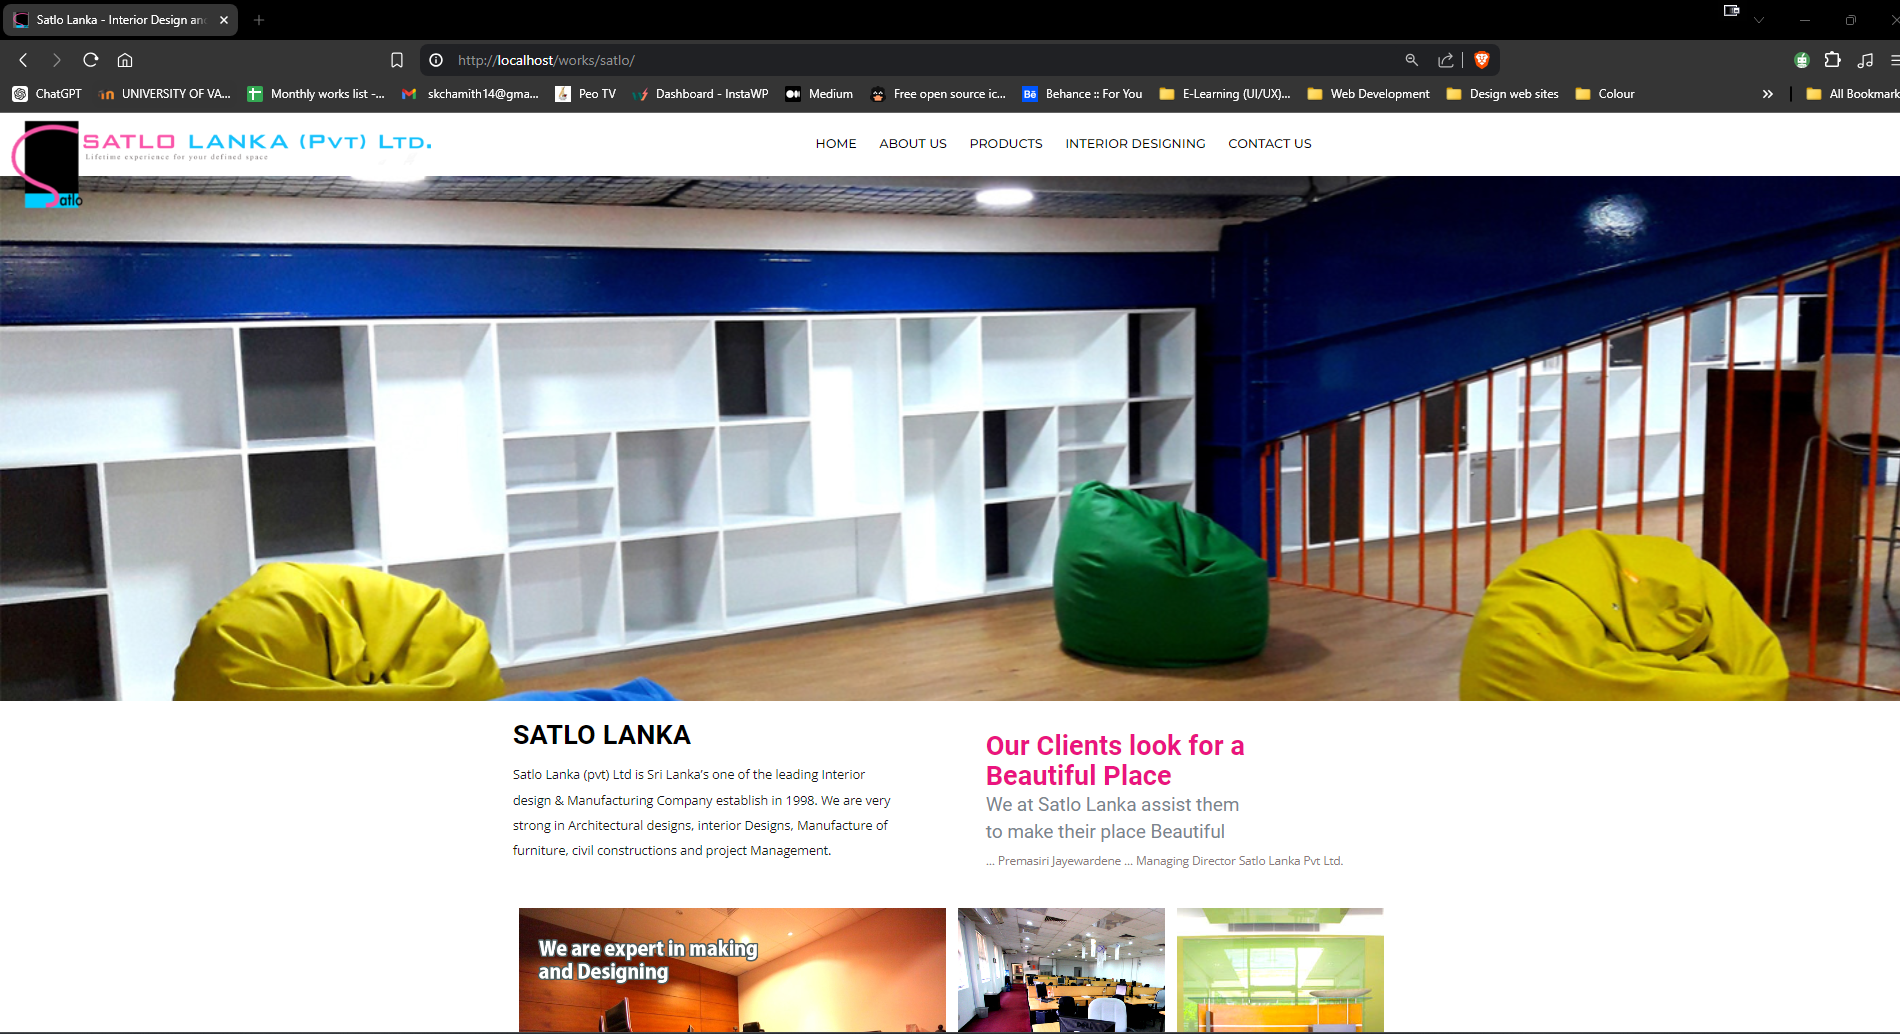 Satlo Lanka - Interior Design an
http://localhost/works/satlo/
ChatGPT
UNIVERSITY OF VA...
Monthly works list -...
skchamith14@gma...
Peo TV
Dashboard - InstaWP
Medium
Free open source ic...
Bē Behance :: For You
E-Learning (UI/UX)...
Web Development
Design web sites
Colour
All Bookmark
SATLO LANKA (PVT) LTD.
Lifetime experience for your defined space
Satlo
HOME
ABOUT US
PRODUCTS
INTERIOR DESIGNING
CONTACT US
SATLO LANKA
Satlo Lanka (pvt) Ltd is Sri Lanka's one of the leading Interior
design & Manufacturing Company establish in 1998. We are very
strong in Architectural designs, interior Designs, Manufacture of
furniture, civil constructions and project Management.
Our Clients look for a
Beautiful Place
We at Satlo Lanka assist them
to make their place Beautiful
... Premasiri Jayewardene ... Managing Director Satlo Lanka Pvt Ltd.
We are expert in making
and Designing